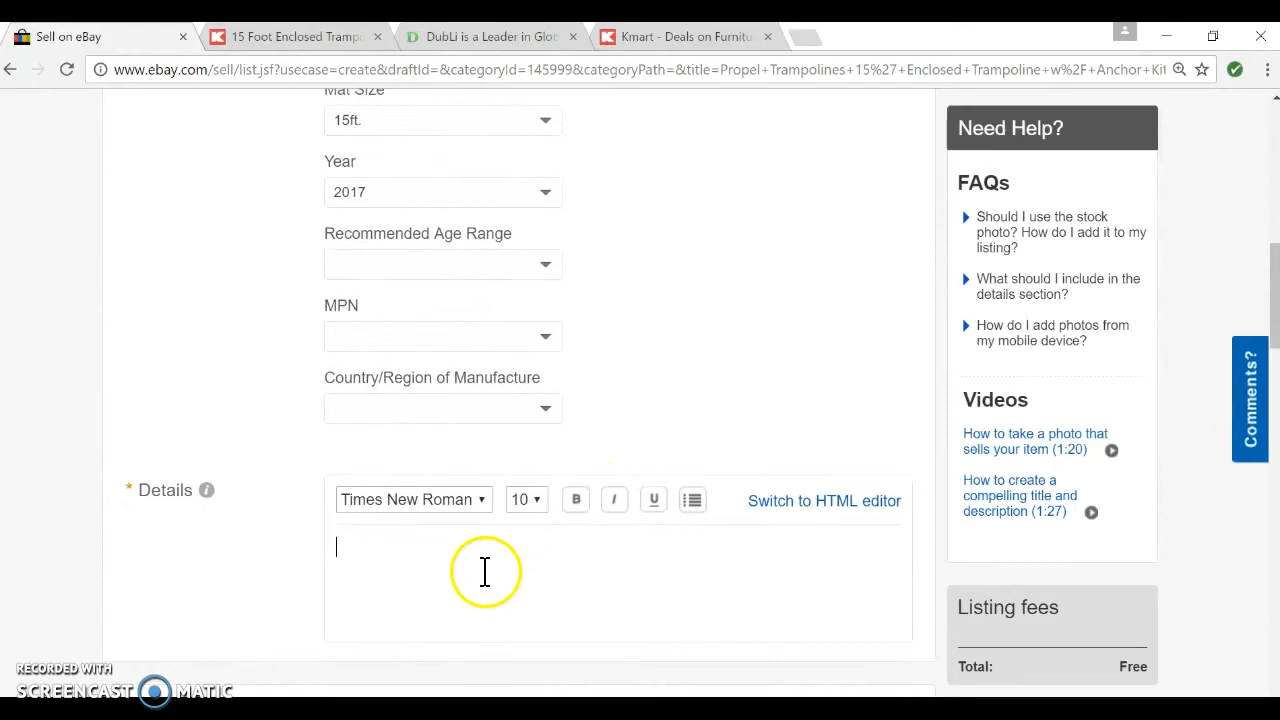 Sell on eBay
15 Foot Enclosed Tramp
DubLi is a Leader in Glob
Kmart - Deals on Furnitu
www.ebay.com/sell/list.jsf?usecase=create&draftId=&categoryId=145999&categoryPath=&title=Propel+Trampolines+15%27+Enclosed+Trampoline+w%2F+Anchor+Kit
Mat Size
15ft.
Year
2017
Recommended Age Range
MPN
Country/Region of Manufacture
* Details
Times New Roman
10
B
I
U
Switch to HTML editor
Need Help?
FAQs
Should I use the stock
photo? How do I add it to my
listing?
What should I include in the
details section?
How do I add photos from
my mobile device?
Videos
How to take a photo that
sells your item (1:20)
How to create a
compelling title and
description (1:27)
Listing fees
Total: Free
Comments?
RECORDED WITH
SCREENCAST MATIC